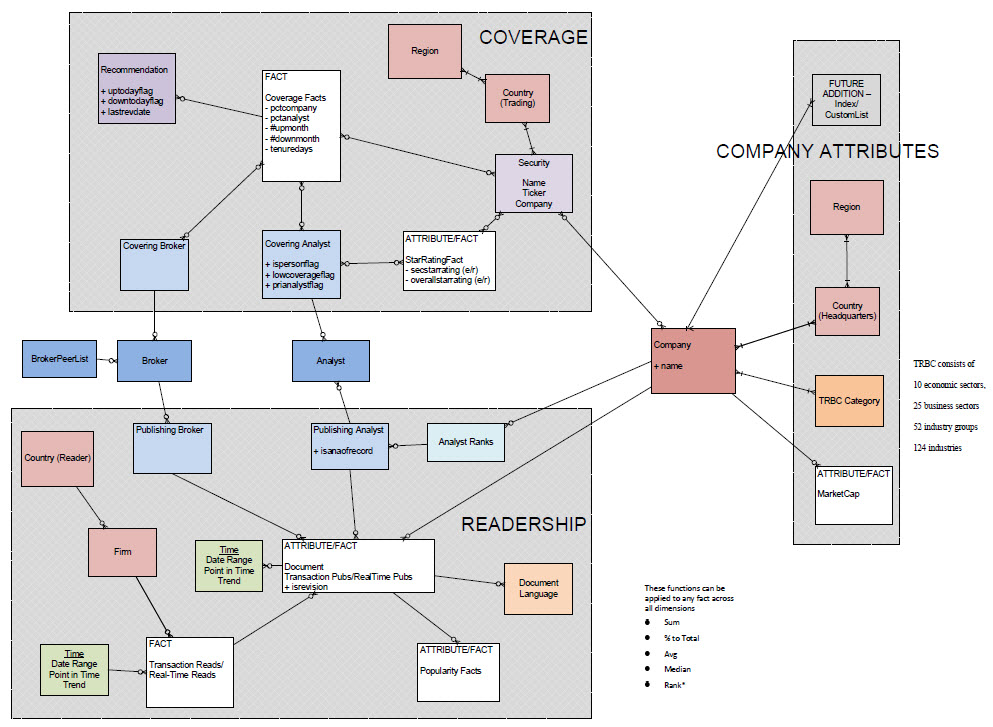 COVERAGE
Region
Recommendation
+ uptodayflag
+ downtodayflag
+ lastrevdate
FACT
Coverage Facts
- pctcompany
- pctanalyst
- #upmonth
- #downmonth
- tenuredays
Country
(Trading)
Security
Name
Ticker
Company
Covering Broker
Covering Analyst
+ ispersonflag
+ lowcoverageflag
+ prianalystflag
ATTRIBUTE/FACT
StarRatingFact
- secstarrating (e/r)
- overallstarrating (e/r)
FUTURE
ADDITION –
Index/
CustomList
COMPANY ATTRIBUTES
Region
Country
(Headquarters)
BrokerPeerList
Broker
Analyst
Company
+ name
TRBC Category
TRBC consists of
10 economic sectors,
25 business sectors
52 industry groups
124 industries
ATTRIBUTE/FACT
MarketCap
Country (Reader)
Publishing Broker
Publishing Analyst
+ isanaofrecord
Analyst Ranks
READERSHIP
Firm
Time
Date Range
Point in Time
Trend
ATTRIBUTE/FACT
Document
Transaction Pubs/RealTime Pubs
+ isrevision
Document
Language
Time
Date Range
Point in Time
Trend
FACT
Transaction Reads/
Real-Time Reads
ATTRIBUTE/FACT
Popularity Facts
These functions can be
applied to any fact across
all dimensions
Sum
% to Total
Avg
Median
Rank*